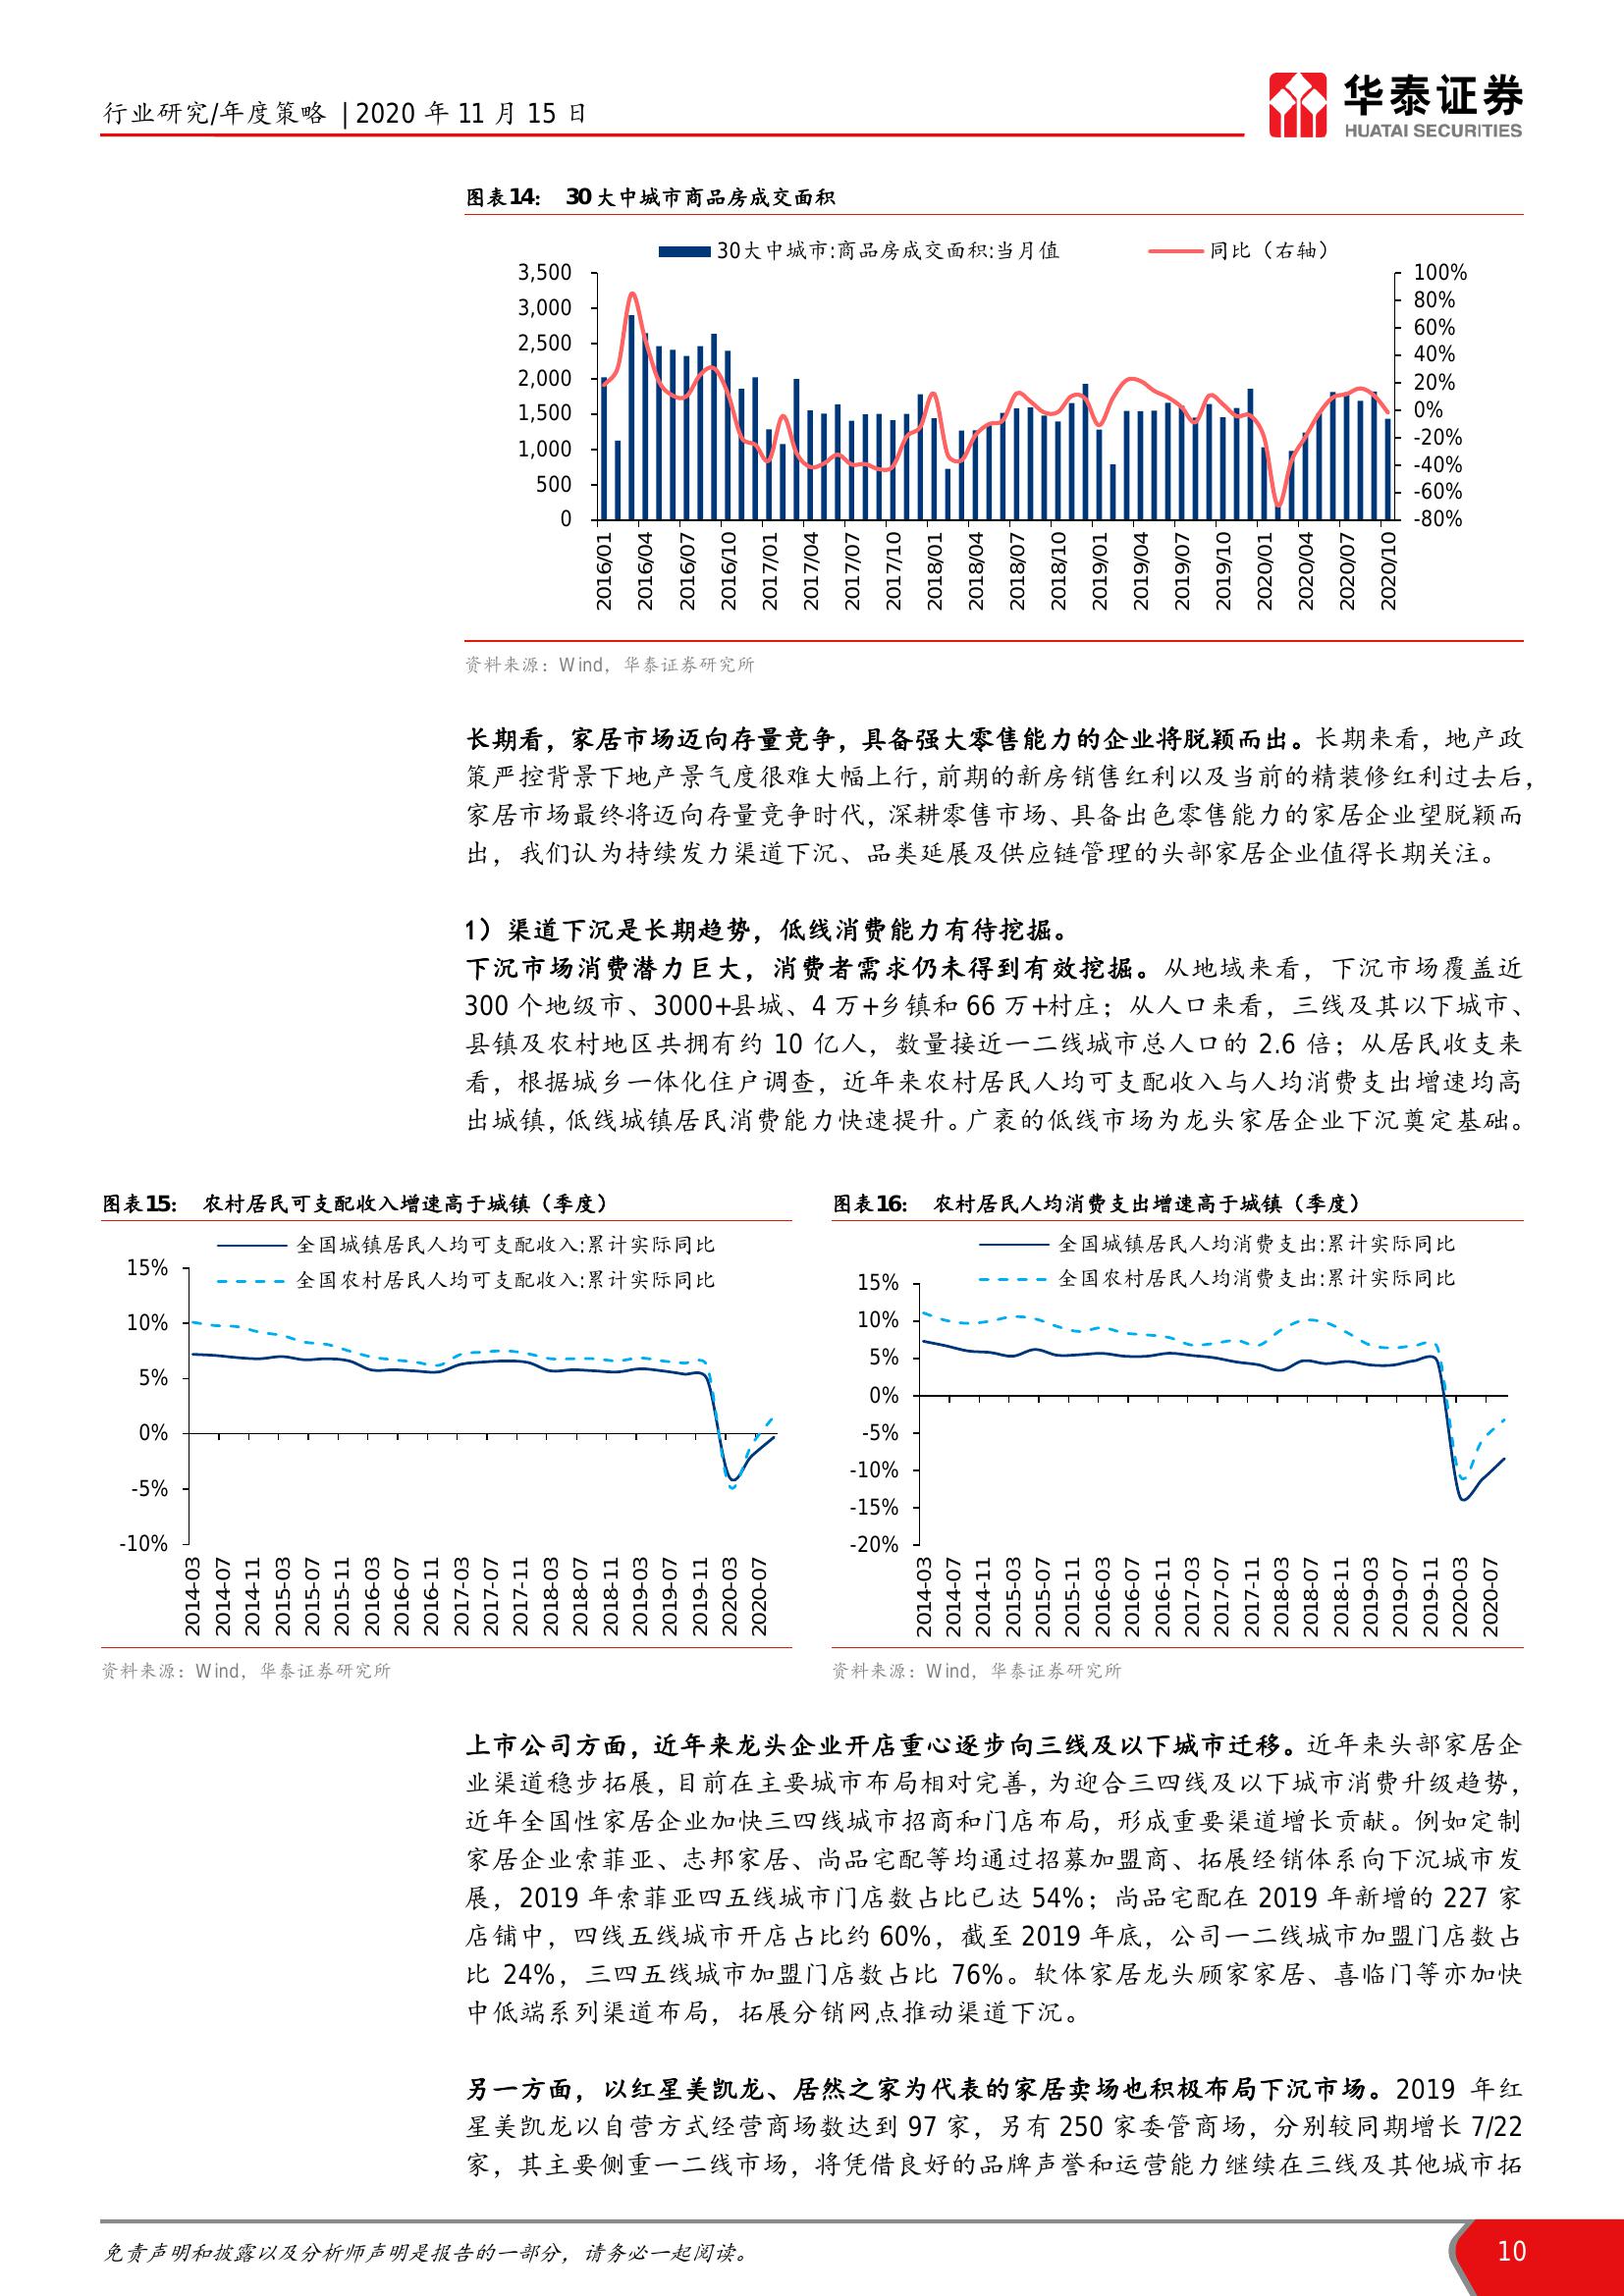 行业研究/年度策略 | 2020 年 11 月 15 日
华泰证券
HUATAI SECURITIES
图表14: 30 大中城市商品房成交面积
30大中城市:商品房成交面积:当月值 同比（右轴）
3,500 100%
3,000 80%
2,500 60%
2,000 40%
1,500 20%
1,000 0%
500 -20%
0 -40%
-60%
-80%
2016/01 2016/04 2016/07 2016/10 2017/01 2017/04 2017/07 2017/10 2018/01 2018/04 2018/07 2018/10 2019/01 2019/04 2019/07 2019/10 2020/01 2020/04 2020/07 2020/10
资料来源：Wind，华泰证券研究所
长期看，家居市场迈向存量竞争，具备强大零售能力的企业将脱颖而出。长期来看，地产政
策严控背景下地产景气度很难大幅上行，前期的新房销售红利以及当前的精装修红利过去后，
家居市场最终将迈向存量竞争时代，深耕零售市场、具备出色零售能力的家居企业望脱颖而
出，我们认为持续发力渠道下沉、品类延展及供应链管理的头部家居企业值得长期关注。
1）渠道下沉是长期趋势，低线消费能力有待挖掘。
下沉市场消费潜力巨大，消费者需求仍未得到有效挖掘。从地域来看，下沉市场覆盖近
300 个地级市、3000+县城、4 万+乡镇和 66 万+村庄；从人口来看，三线及其以下城市、
县镇及农村地区共拥有约 10 亿人，数量接近一二线城市总人口的 2.6 倍；从居民收支来
看，根据城乡一体化住户调查，近年来农村居民人均可支配收入与人均消费支出增速均高
出城镇，低线城镇居民消费能力快速提升。广袤的低线市场为龙头家居企业下沉奠定基础。
图表15: 农村居民可支配收入增速高于城镇（季度）
全国城镇居民人均可支配收入:累计实际同比
全国农村居民人均可支配收入:累计实际同比
15%
10%
5%
0%
-5%
-10%
2014-03 2014-07 2014-11 2015-03 2015-07 2015-11 2016-03 2016-07 2016-11 2017-03 2017-07 2017-11 2018-03 2018-07 2018-11 2019-03 2019-07 2019-11 2020-03 2020-07
资料来源：Wind，华泰证券研究所
图表16: 农村居民人均消费支出增速高于城镇（季度）
全国城镇居民人均消费支出:累计实际同比
全国农村居民人均消费支出:累计实际同比
15%
10%
5%
0%
-5%
-10%
-15%
-20%
2014-03 2014-07 2014-11 2015-03 2015-07 2015-11 2016-03 2016-07 2016-11 2017-03 2017-07 2017-11 2018-03 2018-07 2018-11 2019-03 2019-07 2019-11 2020-03 2020-07
资料来源：Wind，华泰证券研究所
上市公司方面，近年来龙头企业开店重心逐步向三线及以下城市迁移。近年来头部家居企
业渠道稳步拓展，目前在主要城市布局相对完善，为迎合三四线及以下城市消费升级趋势，
近年全国性家居企业加快三四线城市招商和门店布局，形成重要渠道增长贡献。例如定制
家居企业索菲亚、志邦家居、尚品宅配等均通过招募加盟商、拓展经销体系向下沉城市发
展，2019 年索菲亚四五线城市门店数占比已达 54%；尚品宅配在 2019 年新增的 227 家
店铺中，四线五线城市开店占比约 60%，截至 2019 年底，公司一二线城市加盟门店数占
比 24%，三四五线城市加盟门店数占比 76%。软体家居龙头顾家家居、喜临门等亦加快
中低端系列渠道布局，拓展分销网点推动渠道下沉。
另一方面，以红星美凯龙、居然之家为代表的家居卖场也积极布局下沉市场。2019 年红
星美凯龙以自营方式经营商场数达到 97 家，另有 250 家委管商场，分别较同期增长 7/22
家，其主要侧重一二线市场，将凭借良好的品牌声誉和运营能力继续在三线及其他城市拓
免责声明和披露以及分析师声明是报告的一部分，请务必一起阅读。
10